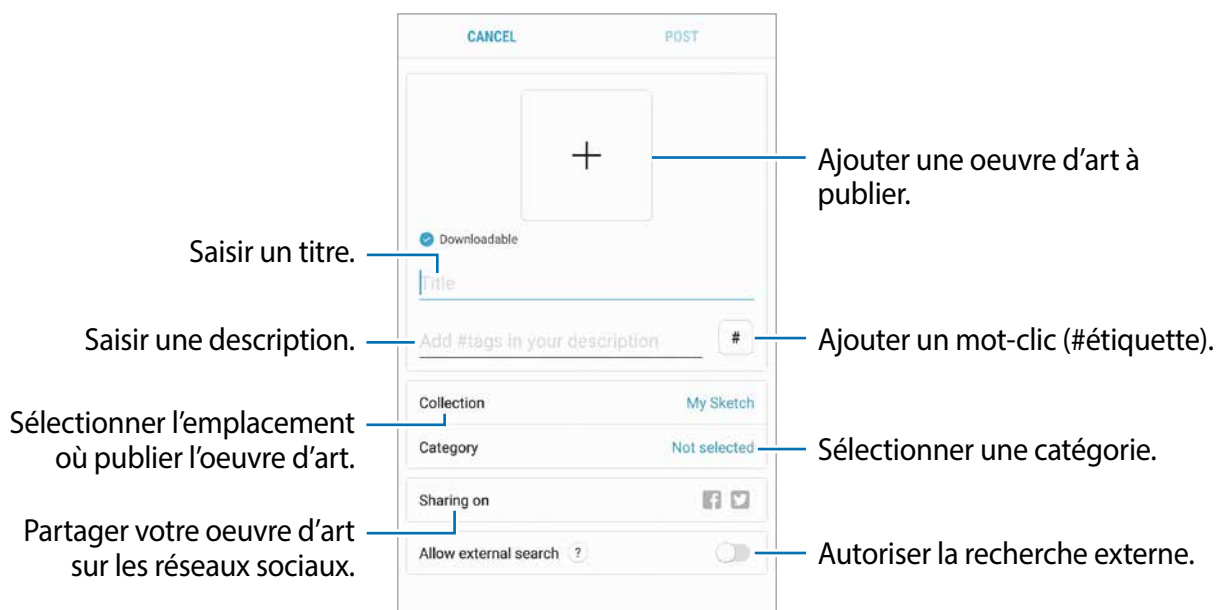 CANCEL POST
+
Ajouter une oeuvre d'art à
publier.
Downloadable
Saisir un titre.
Title
Saisir une description.
Add #tags in your description
#
Ajouter un mot-clic (#étiquette).
Collection My Sketch
Sélectionner l'emplacement
où publier l'oeuvre d'art.
Category Not selected
Sélectionner une catégorie.
Sharing on
Partager votre oeuvre d'art
sur les réseaux sociaux.
Allow external search ?
Autoriser la recherche externe.